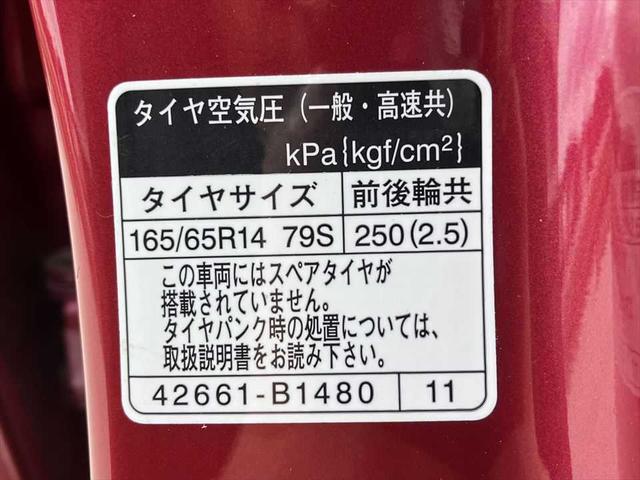 タイヤ空気圧（一般・高速共）
kPa{kgf/cm²}
タイヤサイズ 前後輪共
165/65R14 79S 250(2.5)
この車両にはスペアタイヤが
搭載されていません。
タイヤパンク時の処置については、
取扱説明書をお読み下さい。
42661-B1480 11